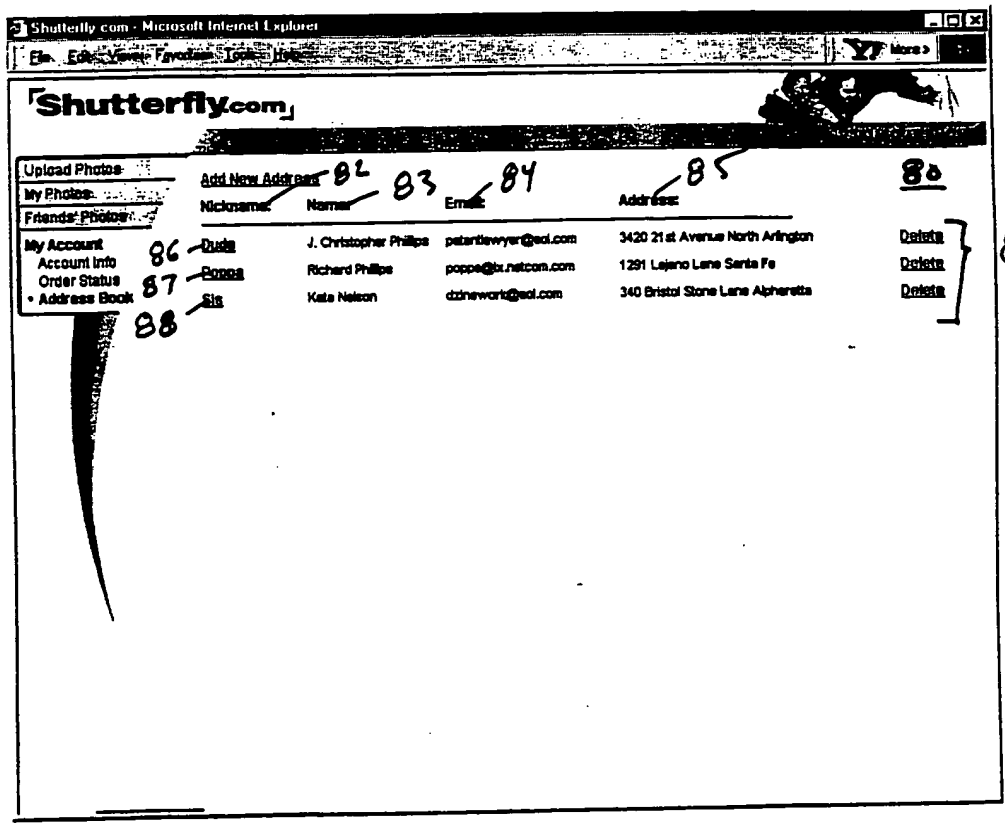 Shutterfly.com - Microsoft Internet Explorer
File Edit View Favorites Tools Help
Y! More >
Shutterfly.com
Upload Photos
My Photos
Friends' Photos
My Account
Account Info
Order Status
• Address Book
Add New Address 82 83 84 85 80
Nickname: Name: Email: Address:
86 Dude J. Christopher Phillips patentlawyer@aol.com 3420 21st Avenue North Arlington Delete
87 Poppa Richard Phillips poppa@ix.netcom.com 1291 Lejano Lane Santa Fe Delete
88 Sis Kate Nelson dzinework@aol.com 340 Bristol Stone Lane Alpharetta Delete